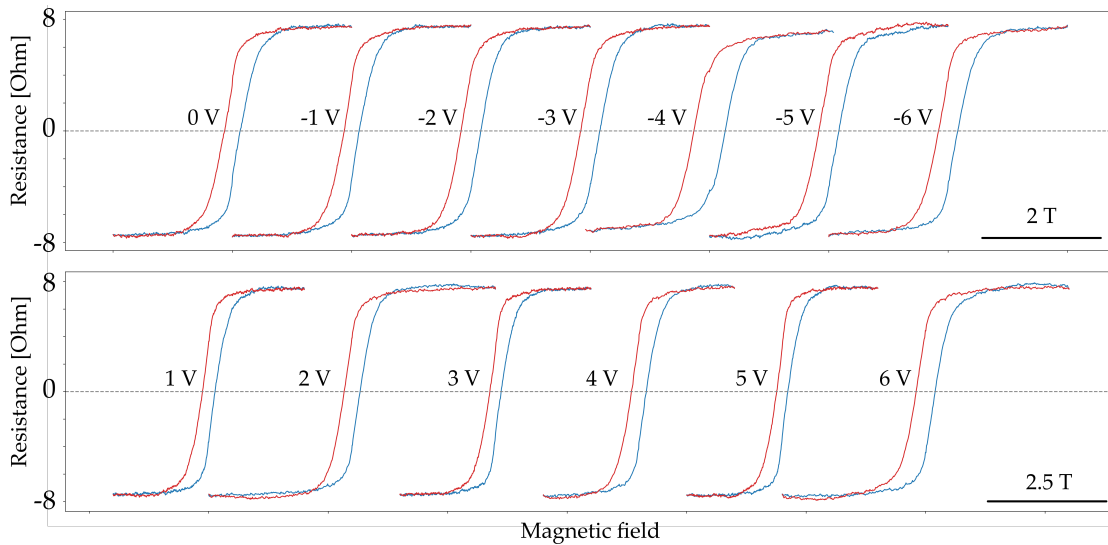 8
0
-8
Resistance [Ohm]
0 V
-1 V
-2 V
-3 V
-4 V
-5 V
-6 V
2 T
8
0
-8
Resistance [Ohm]
1 V
2 V
3 V
4 V
5 V
6 V
2.5 T
Magnetic field